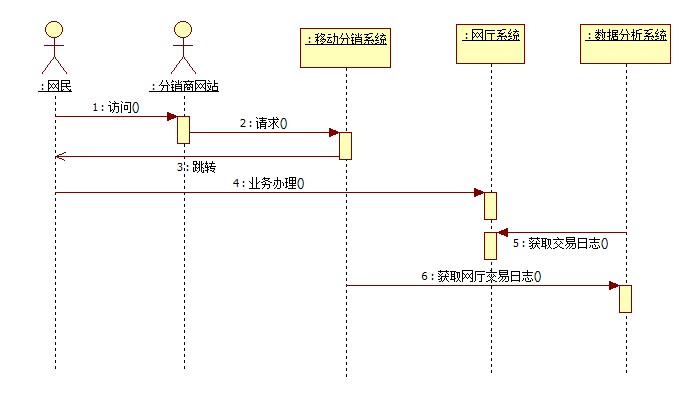 :网民
:分销商网站
:移动分销系统
:网厅系统
:数据分析系统
1:访问()
2:请求()
3:跳转
4:业务办理()
5:获取交易日志()
6:获取网厅交易日志()